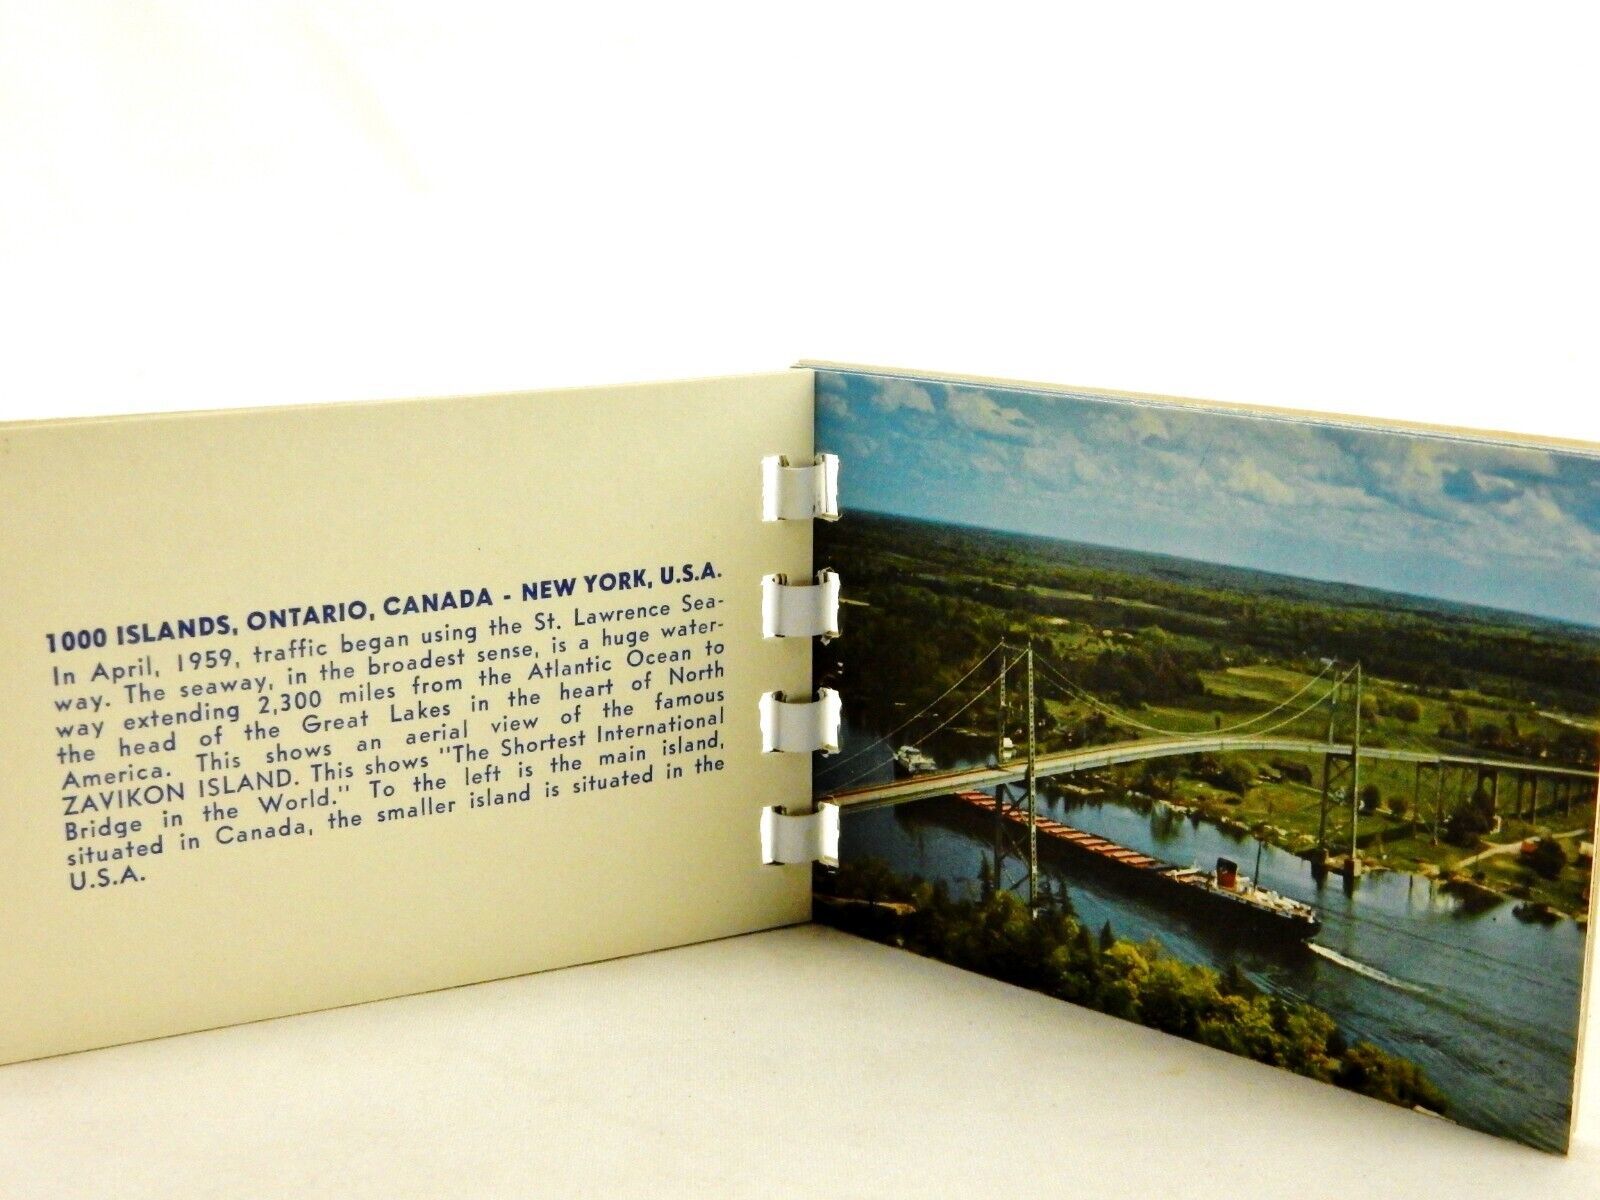 1000 ISLANDS, ONTARIO, CANADA - NEW YORK, U.S.A.
In April, 1959, traffic began using the St. Lawrence Sea-
way. The seaway, in the broadest sense, is a huge water-
way extending 2,300 miles from the Atlantic Ocean to
the head of the Great Lakes in the heart of North
America. This shows an aerial view of the famous
ZAVIKON ISLAND. This shows "The Shortest International
Bridge in the World." To the left is the main island,
situated in Canada, the smaller island is situated in the
U.S.A.